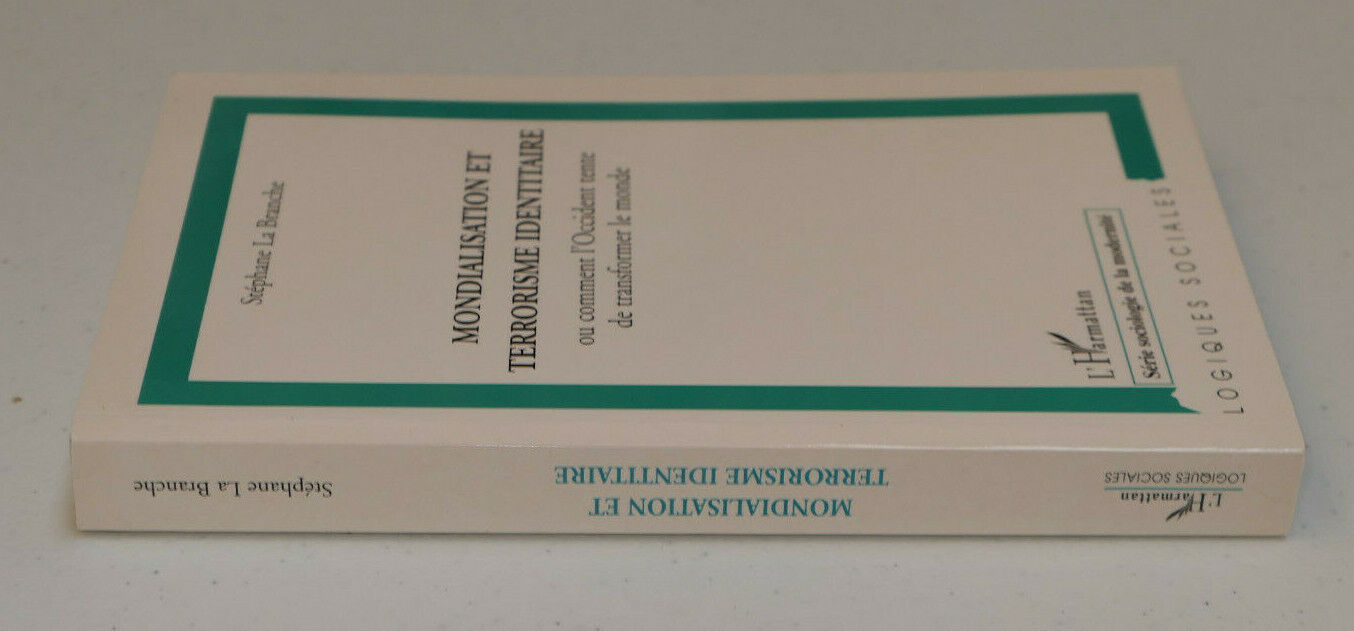 Stéphane La Branche
MONDIALISATION ET
TERRORISME IDENTITAIRE
ou comment l'Occident tente
de transformer le monde
L'Harmattan
Série sociologie de la modernité
LOGIQUES SOCIALES
Stéphane La Branche
MONDIALISATION ET
TERRORISME IDENTITAIRE
L'Harmattan
LOGIQUES SOCIALES